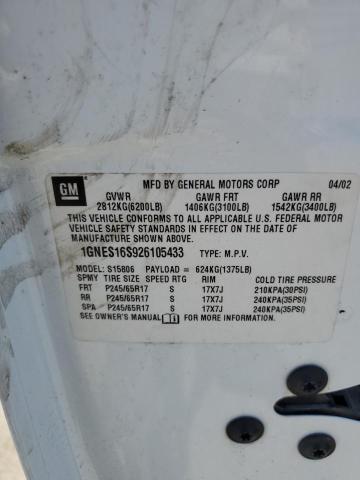 GM
MFD BY GENERAL MOTORS CORP 04/02
GVWR GAWR FRT GAWR RR
2812KG(6200LB) 1406KG(3100LB) 1542KG(3400LB)
THIS VEHICLE CONFORMS TO ALL APPLICABLE U.S. FEDERAL MOTOR
VEHICLE SAFETY STANDARDS IN EFFECT ON THE DATE OF
MANUFACTURE SHOWN ABOVE.
1GNES16S926105433 TYPE: M.P.V.
MODEL: S15806 PAYLOAD = 624KG(1375LB)
SPMY TIRE SIZE SPEED RTG RIM COLD TIRE PRESSURE
FRT P245/65R17 S 17X7J 210KPA(30PSI)
RR P245/65R17 S 17X7J 240KPA(35PSI)
SPA P245/65R17 S 17X7J 240KPA(35PSI)
SEE OWNER'S MANUAL FOR MORE INFORMATION.